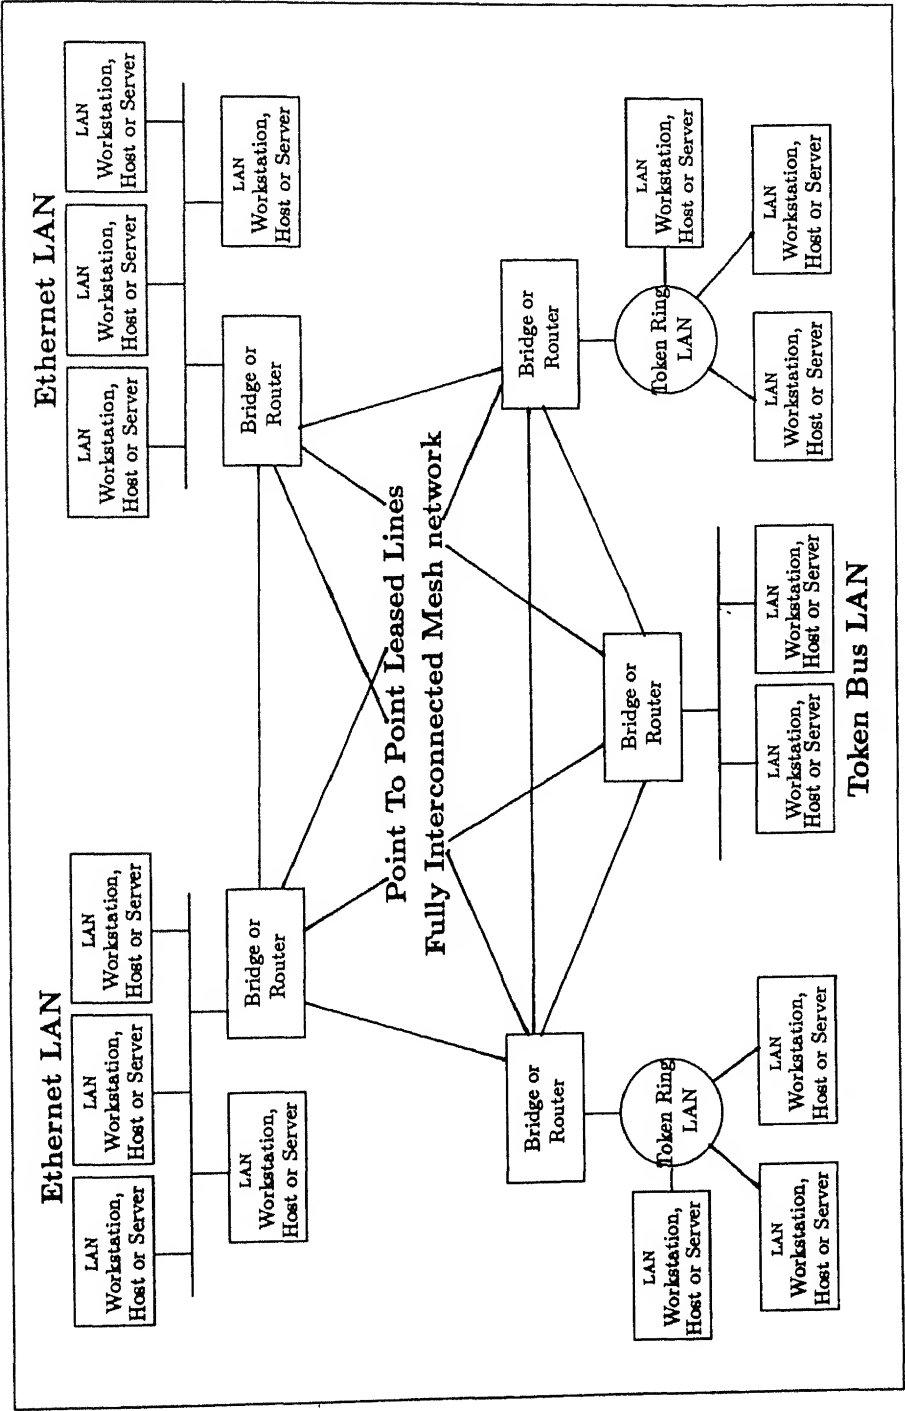 Ethernet LAN
Ethernet LAN
LAN
Workstation,
Host or Server
LAN
Workstation,
Host or Server
LAN
Workstation,
Host or Server
LAN
Workstation,
Host or Server
LAN
Workstation,
Host or Server
LAN
Workstation,
Host or Server
LAN
Workstation,
Host or Server
Bridge or
Router
Bridge or
Router
LAN
Workstation,
Host or Server
Point To Point Leased Lines
Fully Interconnected Mesh network
Bridge or
Router
Bridge or
Router
Bridge or
Router
LAN
Workstation,
Host or Server
Token Ring
LAN
Token Ring
LAN
LAN
Workstation,
Host or Server
LAN
Workstation,
Host or Server
LAN
Workstation,
Host or Server
LAN
Workstation,
Host or Server
LAN
Workstation,
Host or Server
LAN
Workstation,
Host or Server
LAN
Workstation,
Host or Server
Token Bus LAN